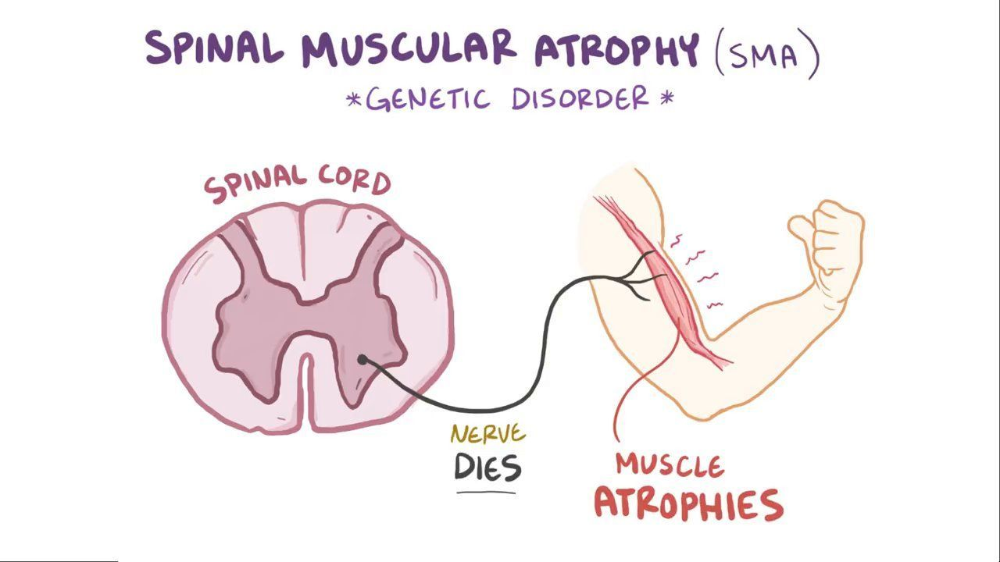 SPINAL MUSCULAR ATROPHY (SMA)
*GENETIC DISORDER*
SPINAL CORD
NERVE
DIES
MUSCLE
ATROPHIES